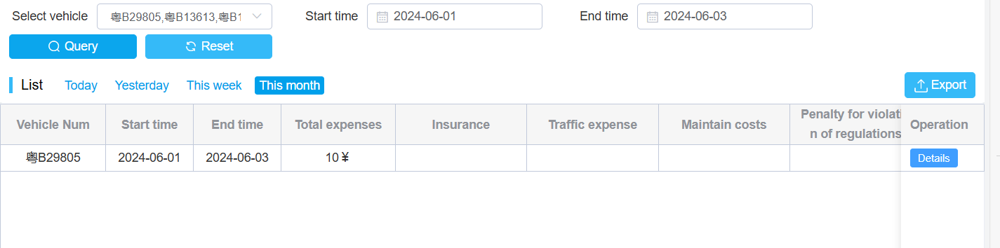 Select vehicle 粤B29805,粤B13613,粤B1 Start time 2024-06-01 End time 2024-06-03
Query Reset
List Today Yesterday This week This month Export
Vehicle Num Start time End time Total expenses Insurance Traffic expense Maintain costs Penalty for violati Operation
n of regulations
粤B29805 2024-06-01 2024-06-03 10 ¥ Details